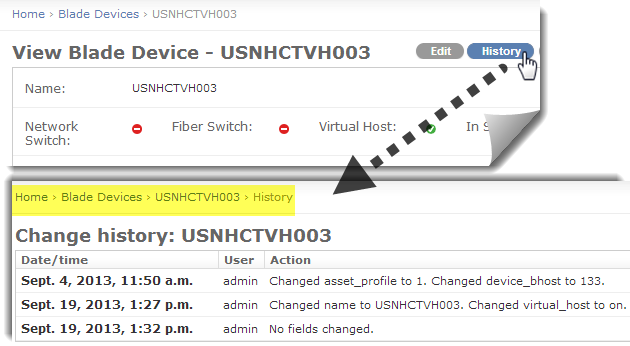 Home › Blade Devices › USNHCTVH003
View Blade Device - USNHCTVH003
Edit
History
Name: USNHCTVH003
Network Switch: Fiber Switch: Virtual Host: In S
Home › Blade Devices › USNHCTVH003 › History
Change history: USNHCTVH003
Date/time User Action
Sept. 4, 2013, 11:50 a.m. admin Changed asset_profile to 1. Changed device_bhost to 133.
Sept. 19, 2013, 1:27 p.m. admin Changed name to USNHCTVH003. Changed virtual_host to on.
Sept. 19, 2013, 1:32 p.m. admin No fields changed.